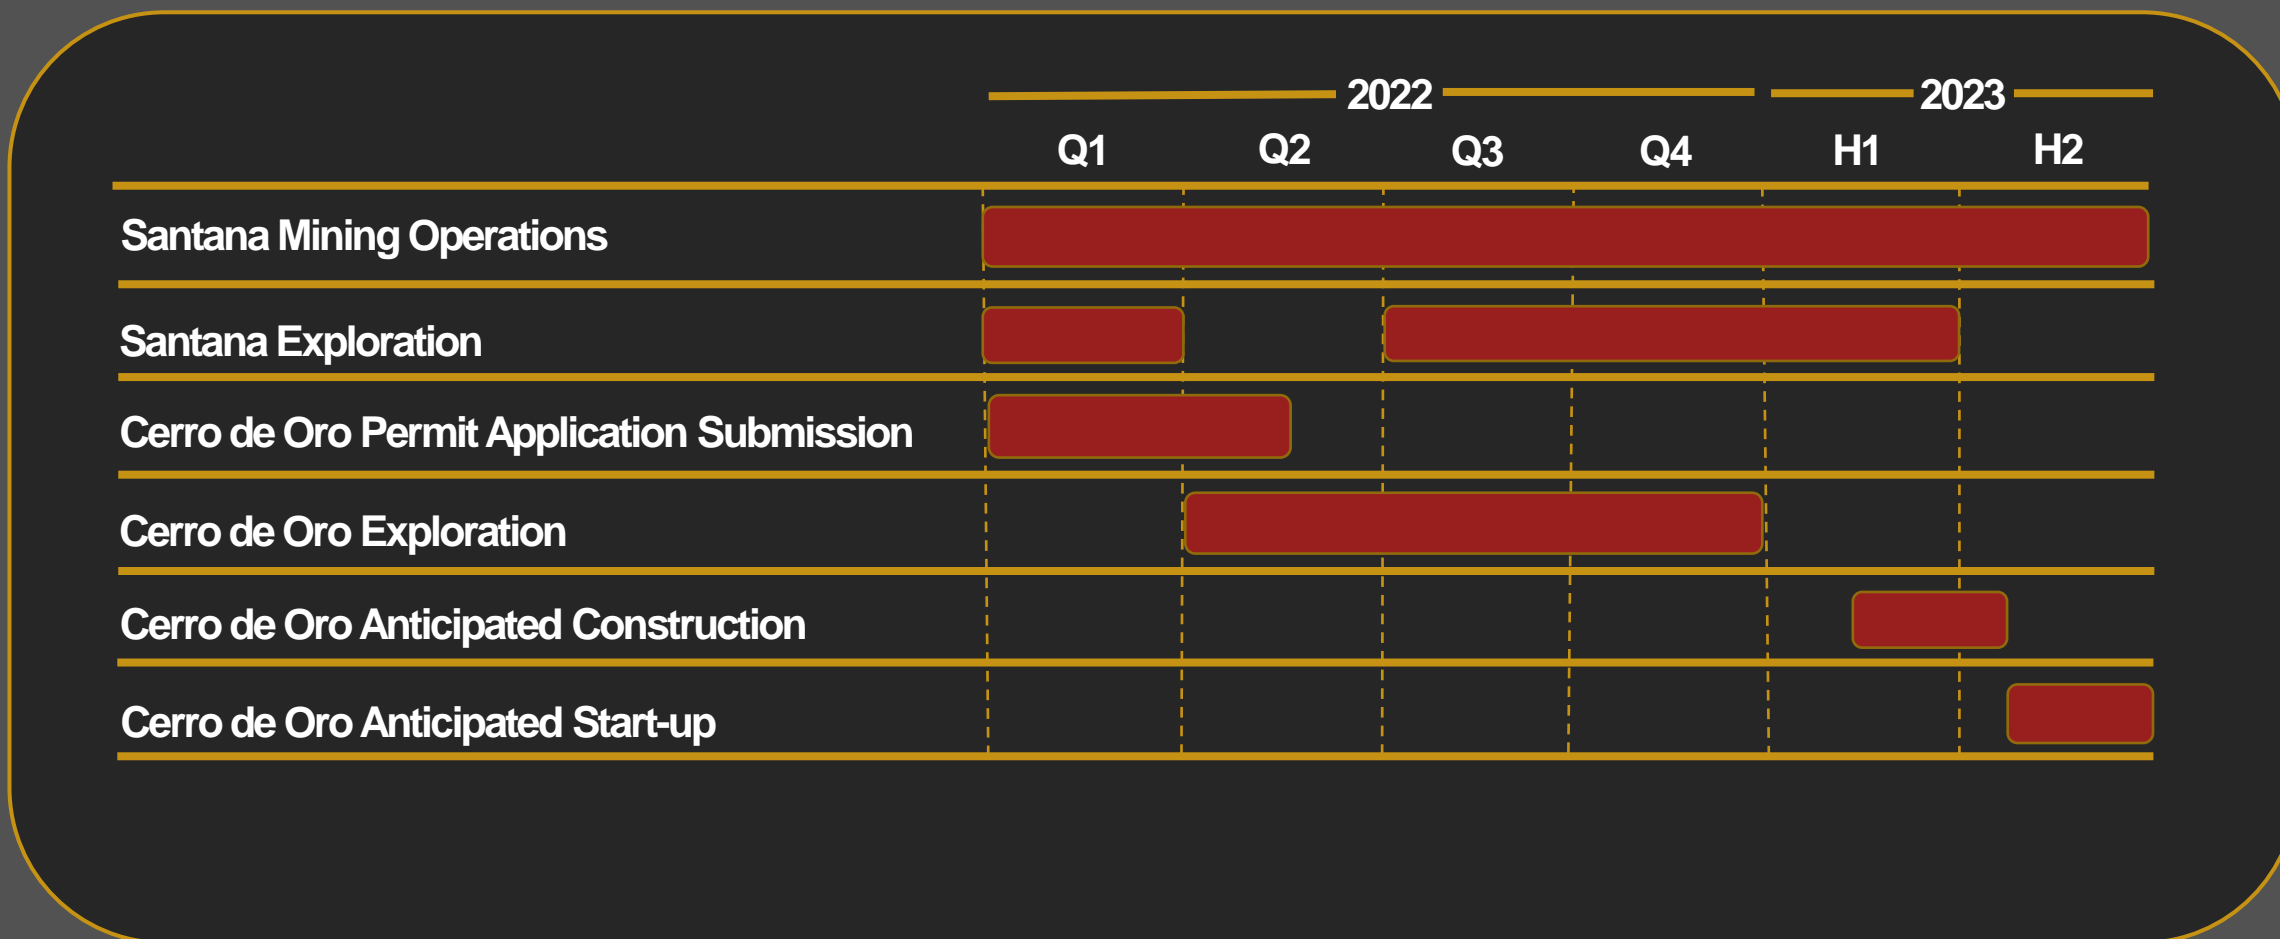 2022 2023
Q1 Q2 Q3 Q4 H1 H2
Santana Mining Operations
Santana Exploration
Cerro de Oro Permit Application Submission
Cerro de Oro Exploration
Cerro de Oro Anticipated Construction
Cerro de Oro Anticipated Start-up